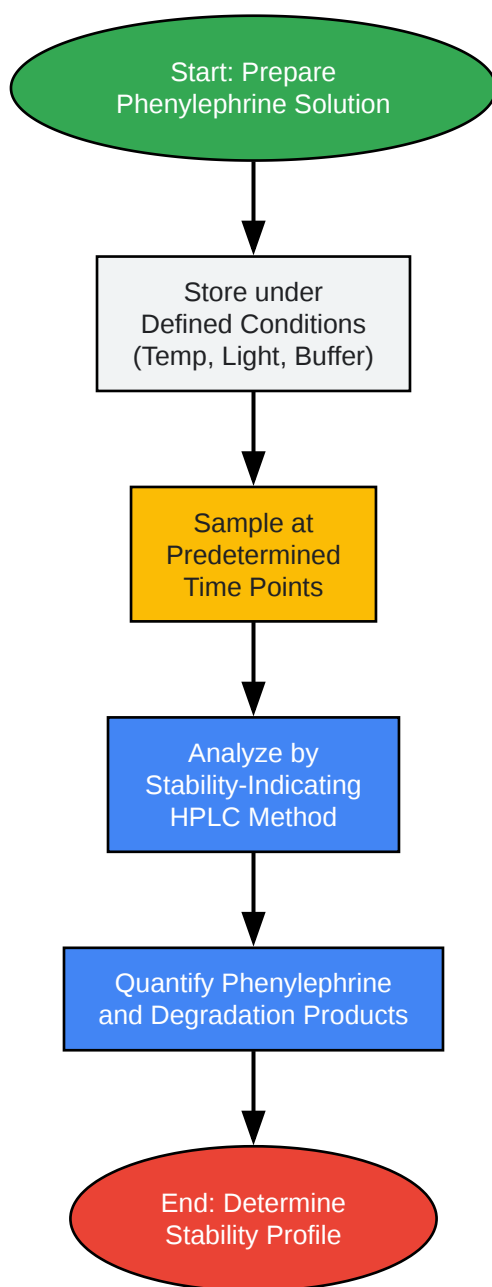 Start: Prepare
Phenylephrine Solution
Store under
Defined Conditions
(Temp, Light, Buffer)
Sample at
Predetermined
Time Points
Analyze by
Stability-Indicating
HPLC Method
Quantify Phenylephrine
and Degradation Products
End: Determine
Stability Profile